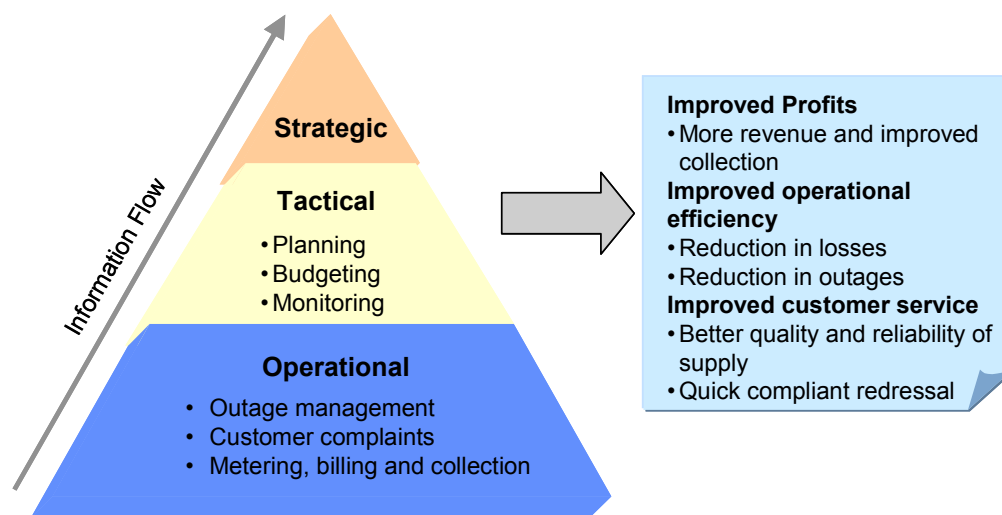 Information Flow
Strategic
Tactical
• Planning
• Budgeting
• Monitoring
Operational
• Outage management
• Customer complaints
• Metering, billing and collection
Improved Profits
• More revenue and improved
collection
Improved operational
efficiency
• Reduction in losses
• Reduction in outages
Improved customer service
• Better quality and reliability of
supply
• Quick compliant redressal